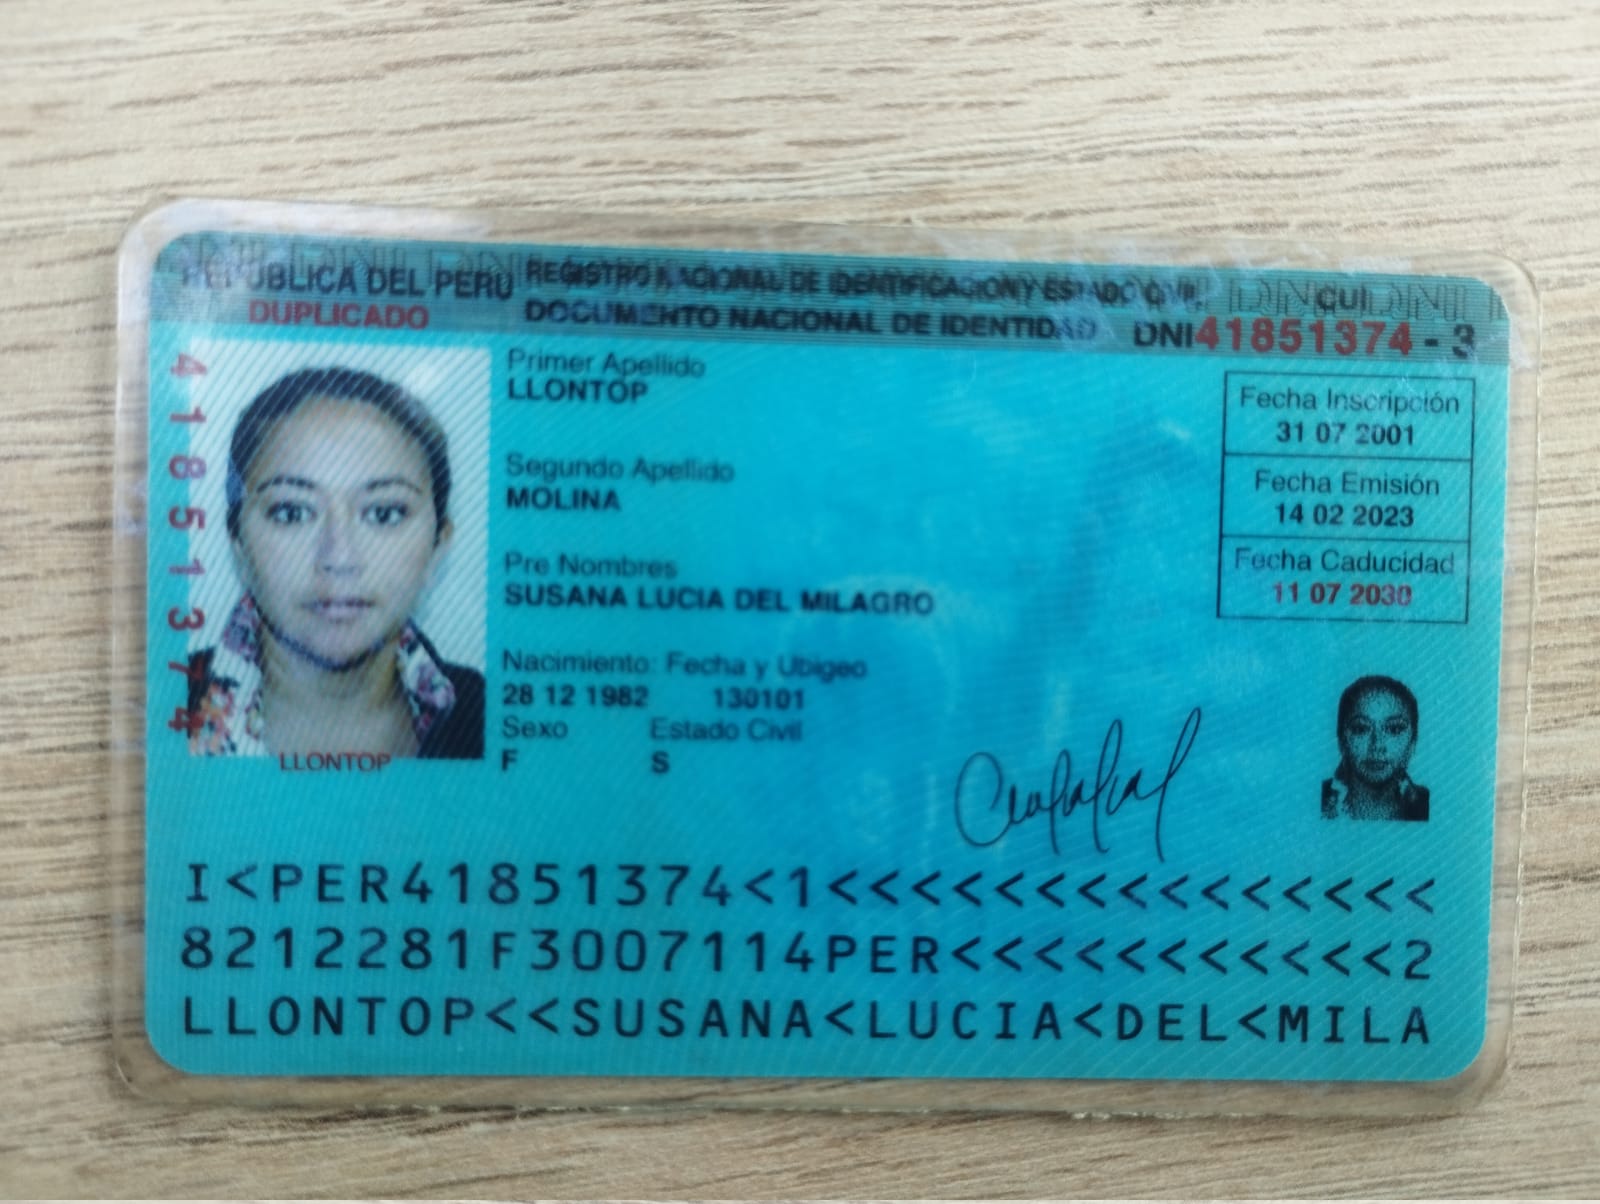 REPUBLICA DEL PERU
DUPLICADO
REGISTRO NACIONAL DE IDENTIFICACION Y ESTADO CIVIL
DOCUMENTO NACIONAL DE IDENTIDAD
CUI
DNI 41851374 - 3
41851374
LLONTOP
Primer Apellido
LLONTOP
Segundo Apellido
MOLINA
Pre Nombres
SUSANA LUCIA DEL MILAGRO
Nacimiento: Fecha y Ubigeo
28 12 1982 130101
Sexo Estado Civil
F S
Fecha Inscripción
31 07 2001
Fecha Emisión
14 02 2023
Fecha Caducidad
11 07 2030
I<PER41851374<1<<<<<<<<<<<<<<<
8212281F3007114PER<<<<<<<<<<<2
LLONTOP<<SUSANA<LUCIA<DEL<MILA